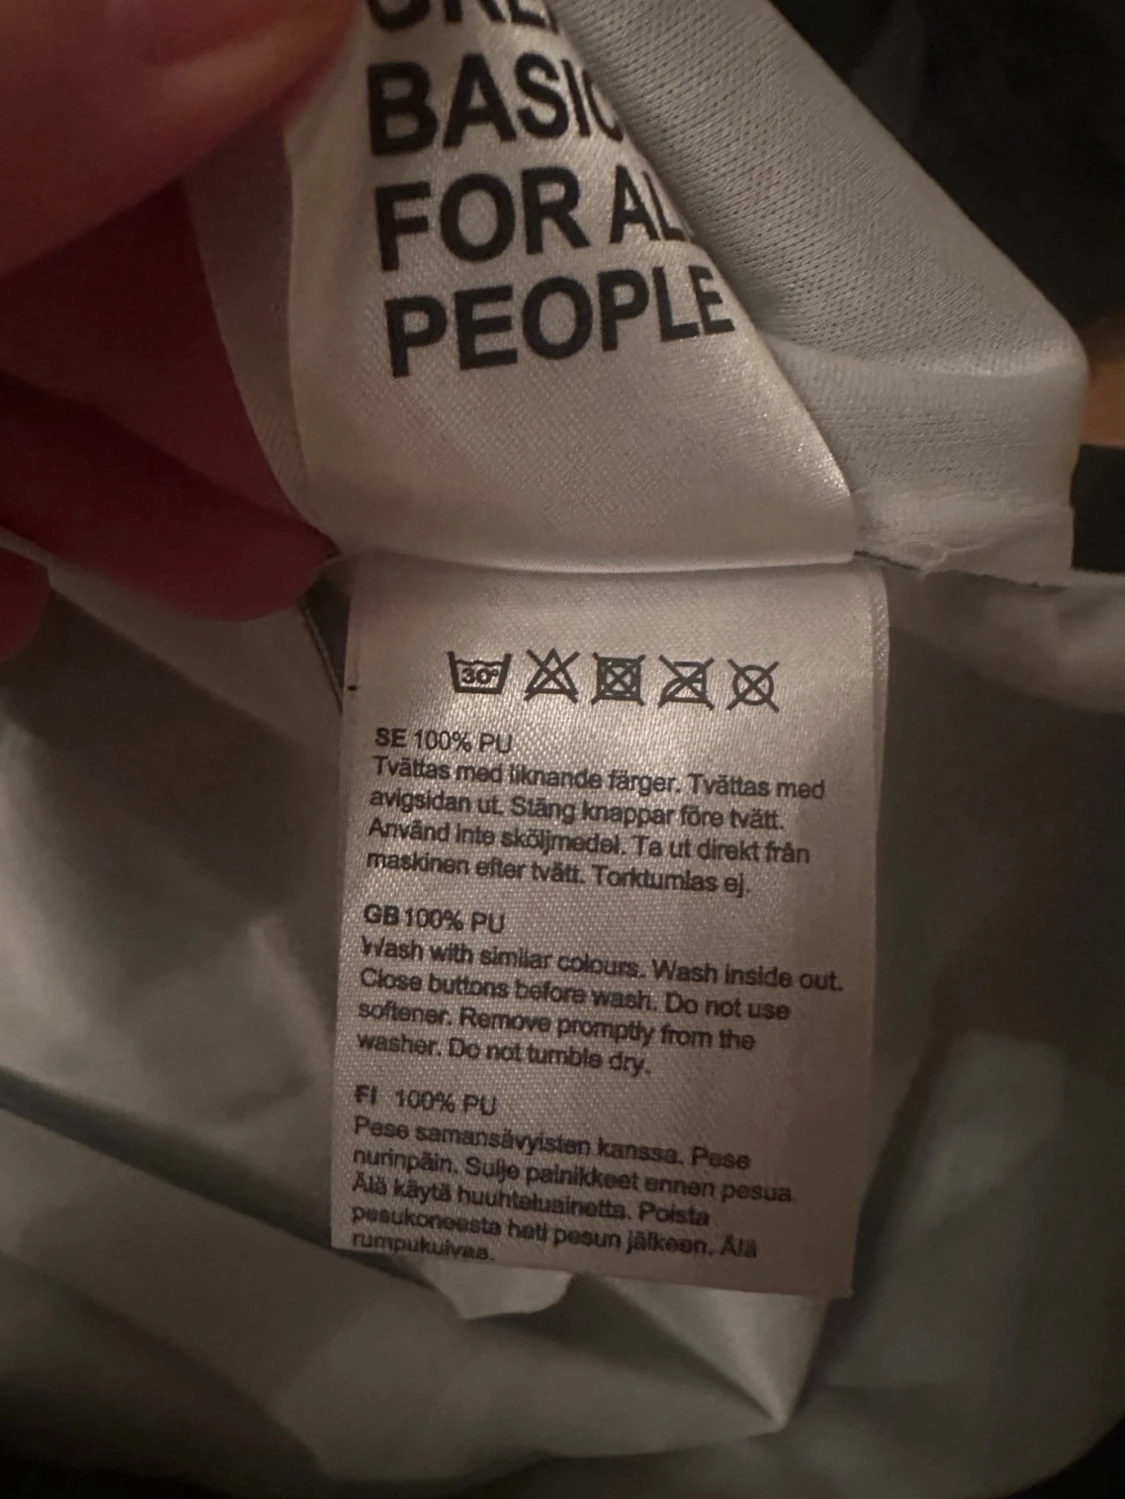 BASIC
FOR ALL
PEOPLE
30°
SE 100% PU
Tvättas med liknande färger. Tvättas med
avigsidan ut. Stäng knappar före tvätt.
Använd inte sköljmedel. Ta ut direkt från
maskinen efter tvätt. Torktumlas ej.
GB 100% PU
Wash with similar colours. Wash inside out.
Close buttons before wash. Do not use
softener. Remove promptly from the
washer. Do not tumble dry.
FI 100% PU
Pese samansävyisten kanssa. Pese
nurinpäin. Sulje painikkeet ennen pesua.
Älä käytä huuhteluainetta. Poista
pesukoneesta heti pesun jälkeen. Älä
rumpukuivaa.